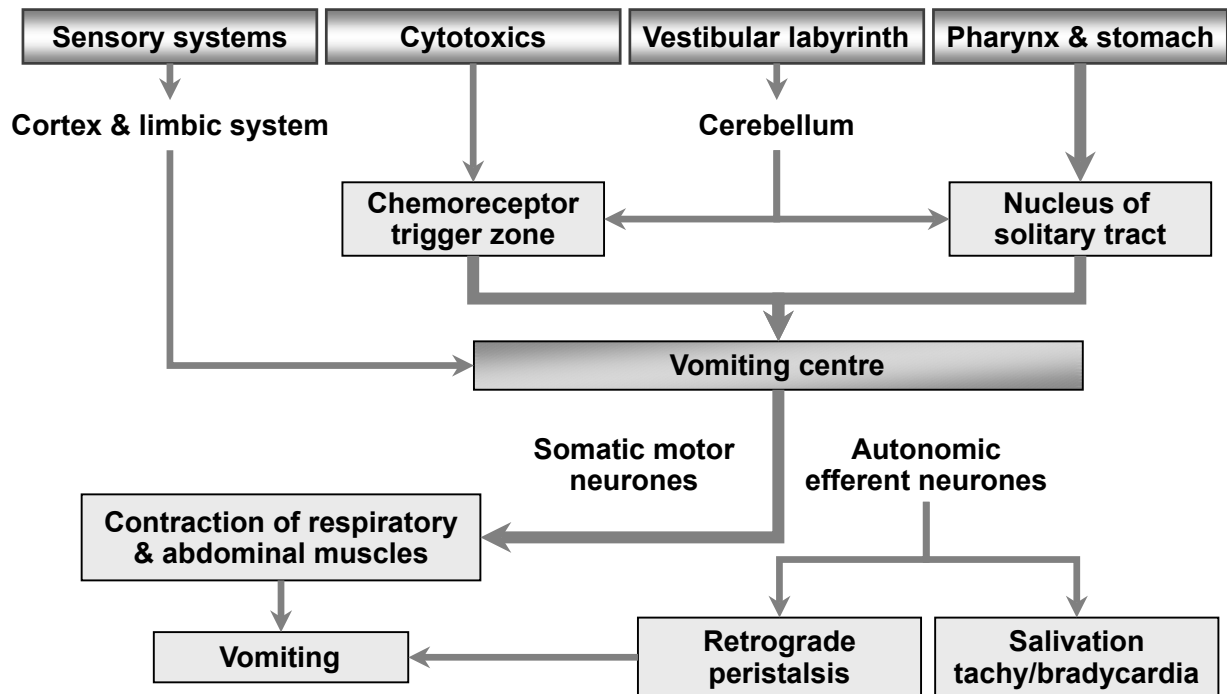 Sensory systems
Cytotoxics
Vestibular labyrinth
Pharynx & stomach
Cortex & limbic system
Cerebellum
Chemoreceptor
trigger zone
Nucleus of
solitary tract
Vomiting centre
Somatic motor
neurones
Autonomic
efferent neurones
Contraction of respiratory
& abdominal muscles
Vomiting
Retrograde
peristalsis
Salivation
tachy/bradycardia